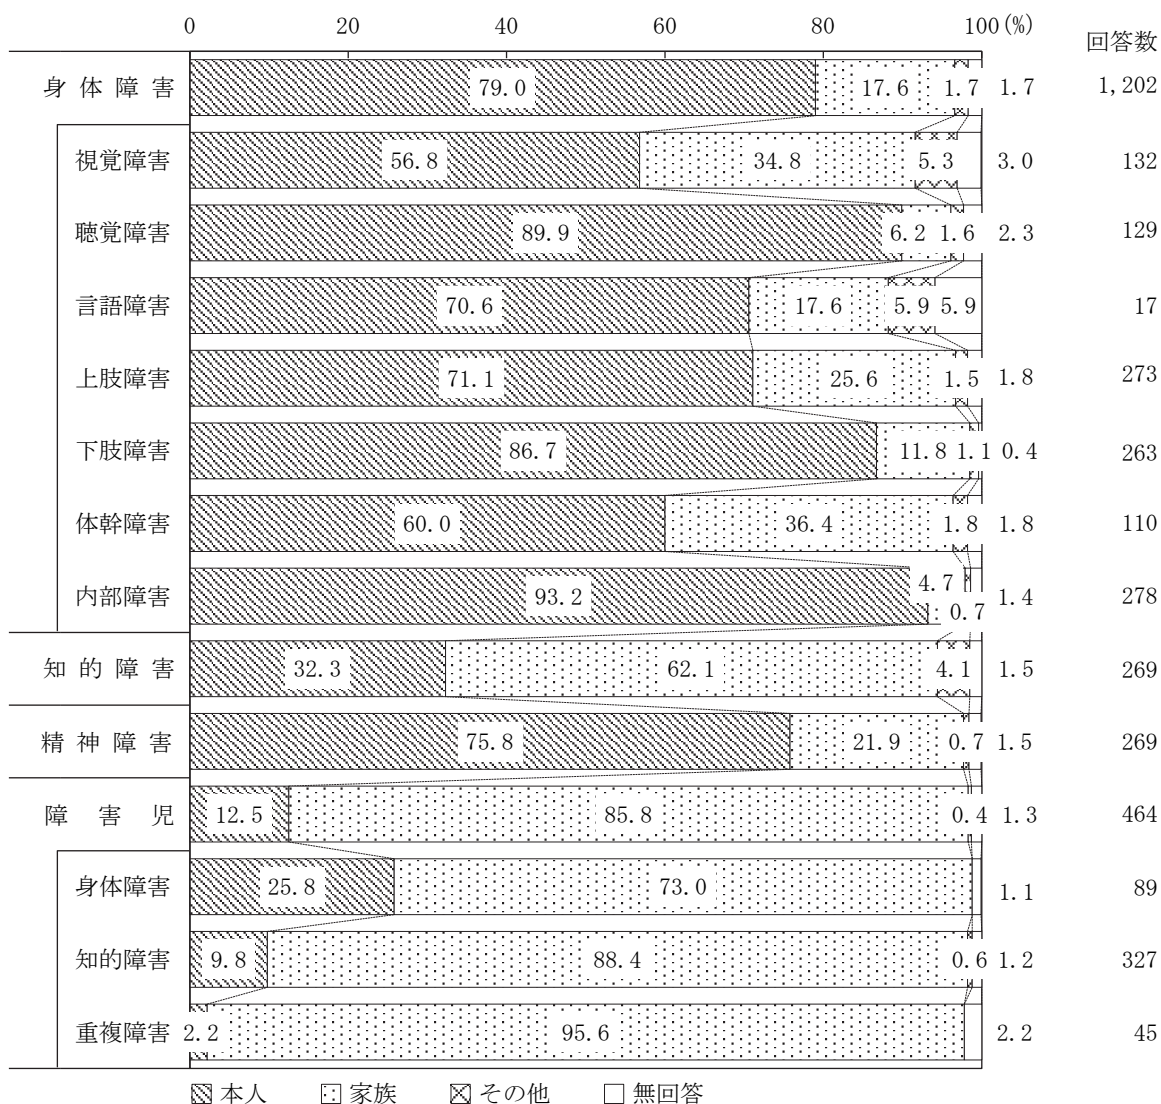 0 20 40 60 80 100(%)
回答数
身体障害 79.0 17.6 1.7 1.7 1,202
視覚障害 56.8 34.8 5.3 3.0 132
聴覚障害 89.9 6.2 1.6 2.3 129
言語障害 70.6 17.6 5.9 5.9 17
上肢障害 71.1 25.6 1.5 1.8 273
下肢障害 86.7 11.8 1.1 0.4 263
体幹障害 60.0 36.4 1.8 1.8 110
内部障害 93.2 4.7 0.7 1.4 278
知的障害 32.3 62.1 4.1 1.5 269
精神障害 75.8 21.9 0.7 1.5 269
障害児 12.5 85.8 0.4 1.3 464
身体障害 25.8 73.0 1.1 89
知的障害 9.8 88.4 0.6 1.2 327
重複障害 2.2 95.6 2.2 45
本人 家族 その他 無回答